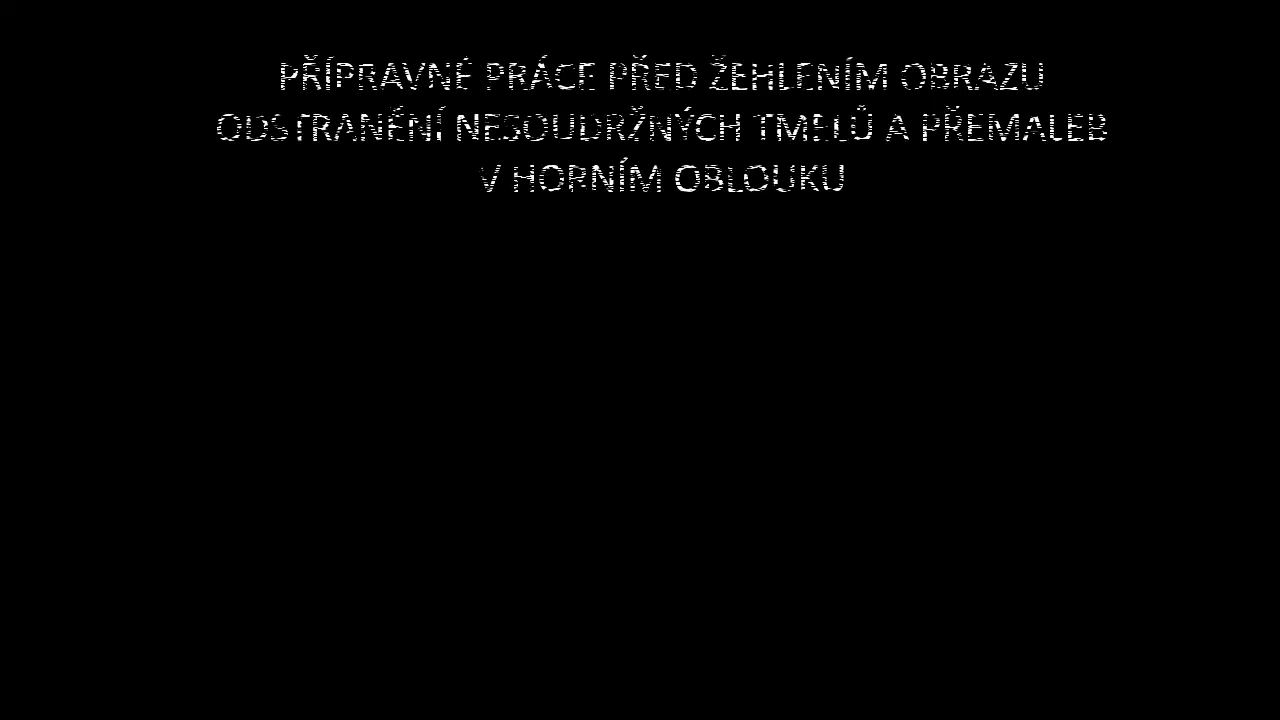 PŘÍPRAVNÉ PRÁCE PŘED ŽEHLENÍM OBRAZU
ODSTRANĚNÍ NESOUDRŽNÝCH TMELŮ A PŘEMALEB
V HORNÍM OBLOUKU